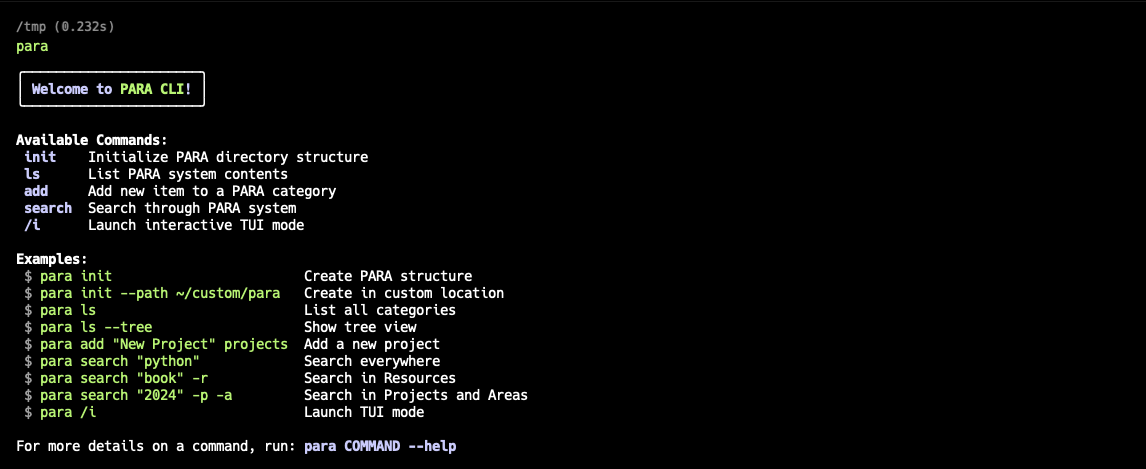 /tmp (0.232s)
para
Welcome to PARA CLI!
Available Commands:
init    Initialize PARA directory structure
ls      List PARA system contents
add     Add new item to a PARA category
search  Search through PARA system
/i      Launch interactive TUI mode
Examples:
$ para init                        Create PARA structure
$ para init --path ~/custom/para   Create in custom location
$ para ls                          List all categories
$ para ls --tree                   Show tree view
$ para add "New Project" projects  Add a new project
$ para search "python"             Search everywhere
$ para search "book" -r            Search in Resources
$ para search "2024" -p -a         Search in Projects and Areas
$ para /i                          Launch TUI mode
For more details on a command, run: para COMMAND --help